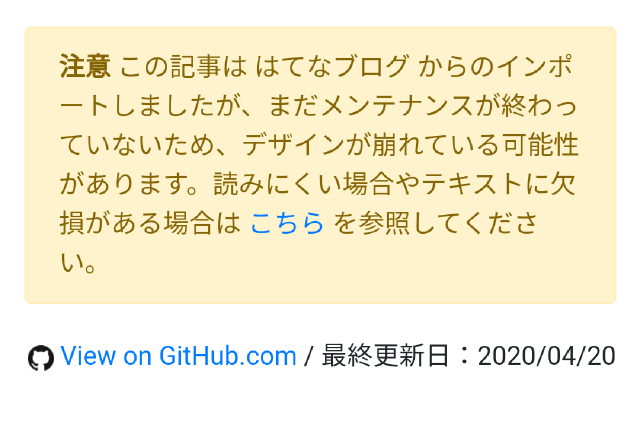 注意 この記事は はてなブログ からのインポ
ートしましたが、まだメンテナンスが終わっ
ていないため、デザインが崩れている可能性
があります。読みにくい場合やテキストに欠
損がある場合は こちら を参照してくださ
い。
View on GitHub.com / 最終更新日：2020/04/20